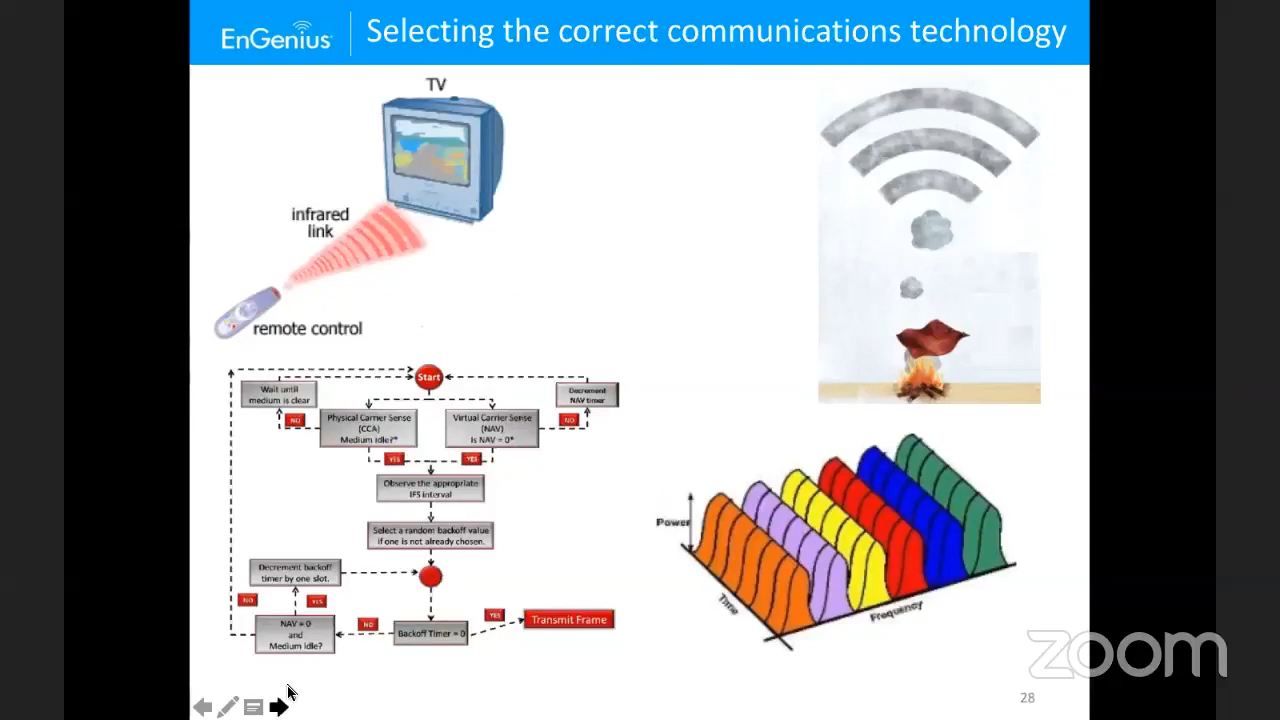 EnGenius
Selecting the correct communications technology
TV
infrared
link
remote control
Start
Wait until
medium is clear
Decrement
NAV timer
NO
Physical Carrier Sense
(CCA)
Medium Idle?*
Virtual Carrier Sense
(NAV)
Is NAV = 0*
NO
YES
YES
Observe the appropriate
IFS interval
Select a random backoff value
if one is not already chosen.
Decrement backoff
timer by one slot.
NO
YES
NAV = 0
and
Medium Idle?
NO
Backoff Timer = 0
YES
Transmit Frame
Power
Time
Frequency
zoom
28